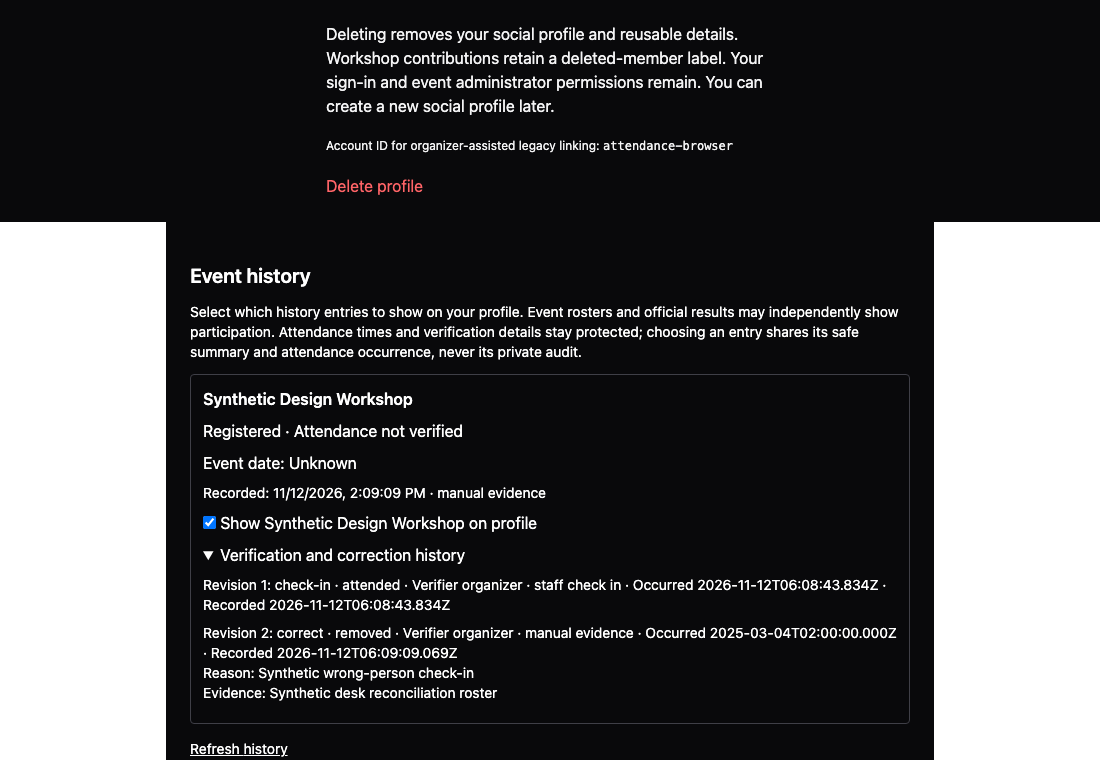 Deleting removes your social profile and reusable details.
Workshop contributions retain a deleted-member label. Your
sign-in and event administrator permissions remain. You can
create a new social profile later.
Account ID for organizer-assisted legacy linking: attendance-browser
Delete profile
Event history
Select which history entries to show on your profile. Event rosters and official results may independently show
participation. Attendance times and verification details stay protected; choosing an entry shares its safe
summary and attendance occurrence, never its private audit.
Synthetic Design Workshop
Registered · Attendance not verified
Event date: Unknown
Recorded: 11/12/2026, 2:09:09 PM · manual evidence
Show Synthetic Design Workshop on profile
▼ Verification and correction history
Revision 1: check-in · attended · Verifier organizer · staff check in · Occurred 2026-11-12T06:08:43.834Z ·
Recorded 2026-11-12T06:08:43.834Z
Revision 2: correct · removed · Verifier organizer · manual evidence · Occurred 2025-03-04T02:00:00.000Z
· Recorded 2026-11-12T06:09:09.069Z
Reason: Synthetic wrong-person check-in
Evidence: Synthetic desk reconciliation roster
Refresh history